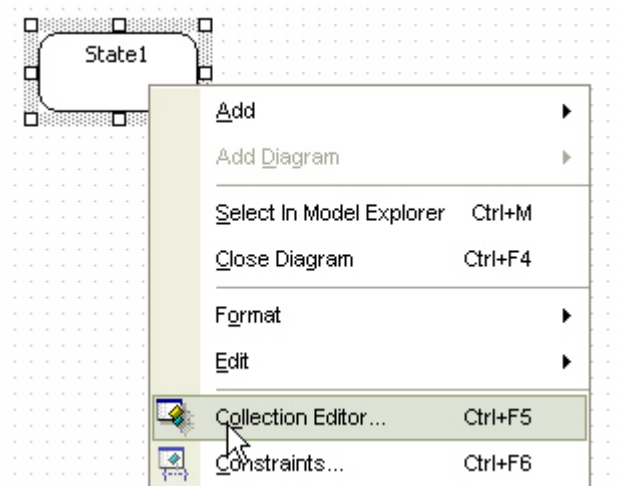 State1
Add
Add Diagram
Select In Model Explorer Ctrl+M
Close Diagram Ctrl+F4
Format
Edit
Collection Editor... Ctrl+F5
Constraints... Ctrl+F6